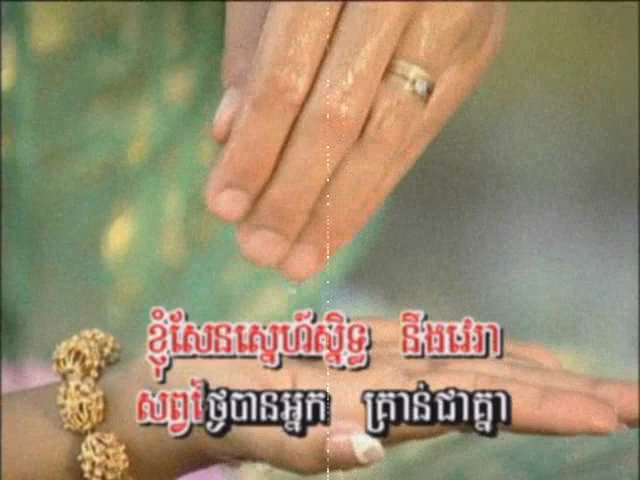 ខ្ញុំសែនស្នេហ៍ស្និទ្ធ នឹងវេរា
សព្វថ្ងៃបានអ្នក គ្រាន់ជាគ្នា